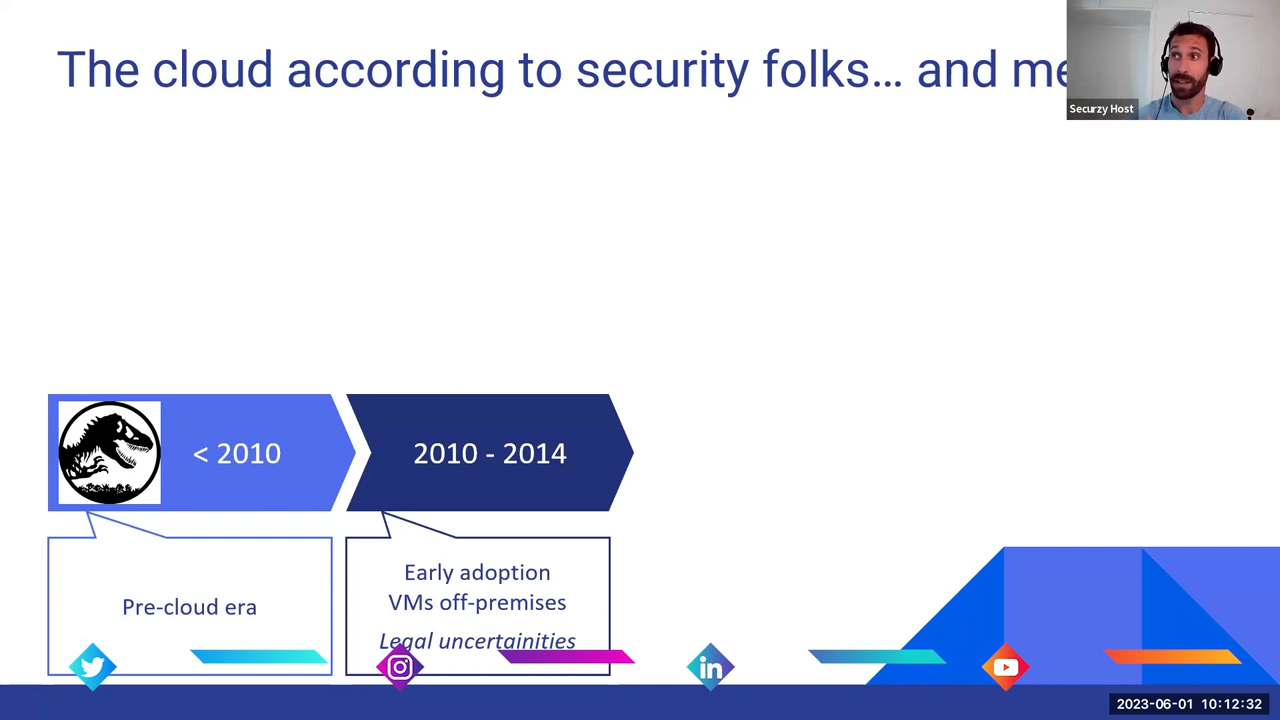 The cloud according to security folks… and me
Securzy Host
< 2010
2010 - 2014
Pre-cloud era
Early adoption
VMs off-premises
Legal uncertainities
2023-06-01 10:12:32